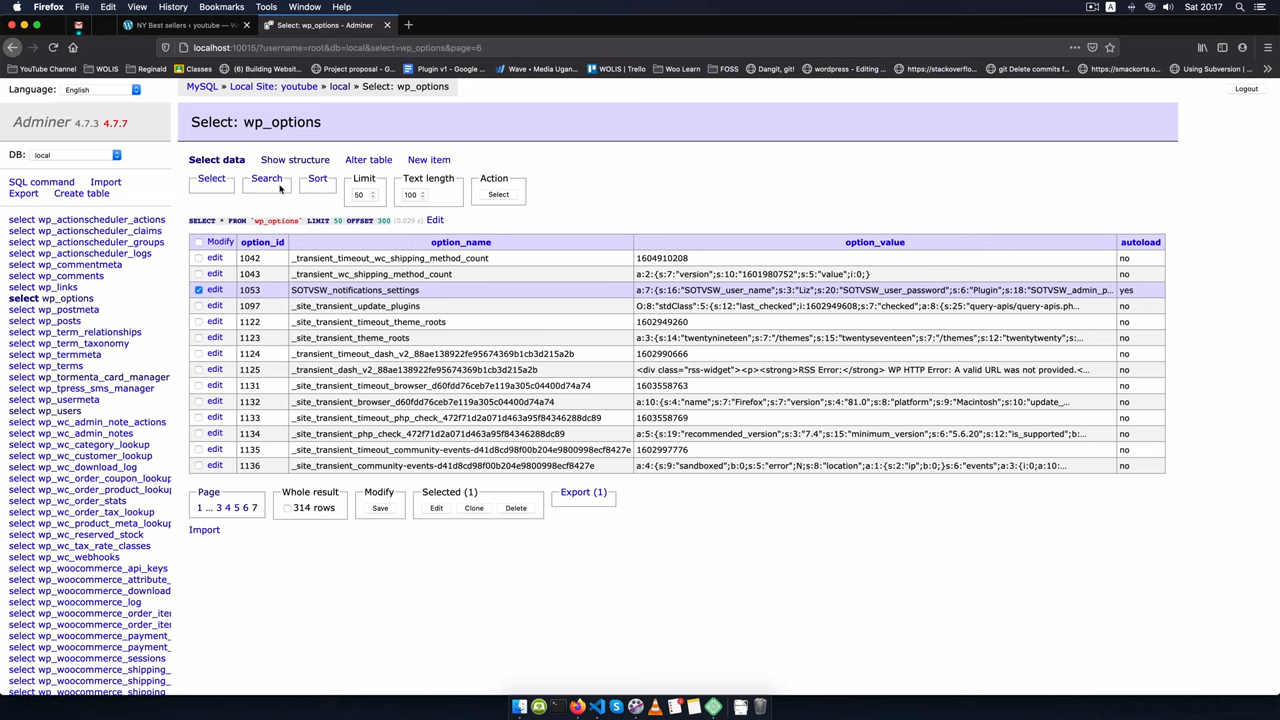 Firefox File Edit View History Bookmarks Tools Window Help A Sat 20:17
NY Best sellers ‹ youtube — W Select: wp_options - Adminer
localhost:10015/?username=root&db=local&select=wp_options&page=6
YouTube Channel WOLIS Reginald Classes (6) Building Website... Project proposal – G... Plugin v1 – Google ... Wave • Media Ugan... WOLIS | Trello Woo Learn FOSS Dangit, git! wordpress - Editing ... https://stackoverflo... git Delete commits f... https://smackorts.o... Using Subversion | ...
Language: English
MySQL » Local Site: youtube » local » Select: wp_options
Logout
Adminer 4.7.3 4.7.7
Select: wp_options
DB: local
Select data Show structure Alter table New item
SQL command Import
Export Create table
Select Search Sort Limit Text length Action
50 100 Select
SELECT * FROM `wp_options` LIMIT 50 OFFSET 300 (0.029 s) Edit
Modify option_id option_name option_value autoload
edit 1042 _transient_timeout_wc_shipping_method_count 1604910208 no
edit 1043 _transient_wc_shipping_method_count a:2:{s:7:"version";s:10:"1601980752";s:5:"value";i:0;} no
edit 1053 SOTVSW_notifications_settings a:7:{s:16:"SOTVSW_user_name";s:3:"Liz";s:20:"SOTVSW_user_password";s:6:"Plugin";s:18:"SOTVSW_admin_p... yes
edit 1097 _site_transient_update_plugins O:8:"stdClass":5:{s:12:"last_checked";i:1602949608;s:7:"checked";a:8:{s:25:"query-apis/query-apis.ph... no
edit 1122 _site_transient_timeout_theme_roots 1602949260 no
edit 1123 _site_transient_theme_roots a:3:{s:14:"twentynineteen";s:7:"/themes";s:15:"twentyseventeen";s:7:"/themes";s:12:"twentytwenty";s:... no
edit 1124 _transient_timeout_dash_v2_88ae138922fe95674369b1cb3d215a2b 1602990666 no
edit 1125 _transient_dash_v2_88ae138922fe95674369b1cb3d215a2b <div class="rss-widget"><p><strong>RSS Error:</strong> WP HTTP Error: A valid URL was not provided.<... no
edit 1131 _site_transient_timeout_browser_d60fdd76ceb7e119a305c04400d74a74 1603558763 no
edit 1132 _site_transient_browser_d60fdd76ceb7e119a305c04400d74a74 a:10:{s:4:"name";s:7:"Firefox";s:7:"version";s:4:"81.0";s:8:"platform";s:9:"Macintosh";s:10:"update_... no
edit 1133 _site_transient_timeout_php_check_472f71d2a071d463a95f84346288dc89 1603558769 no
edit 1134 _site_transient_php_check_472f71d2a071d463a95f84346288dc89 a:5:{s:19:"recommended_version";s:3:"7.4";s:15:"minimum_version";s:6:"5.6.20";s:12:"is_supported";b:... no
edit 1135 _site_transient_timeout_community-events-d41d8cd98f00b204e9800998ecf8427e 1602997776 no
edit 1136 _site_transient_community-events-d41d8cd98f00b204e9800998ecf8427e a:4:{s:9:"sandboxed";b:0;s:5:"error";N;s:8:"location";a:1:{s:2:"ip";b:0;}s:6:"events";a:3:{i:0;a:10:... no
Page Whole result Modify Selected (1) Export (1)
1 ... 3 4 5 6 7 314 rows Save Edit Clone Delete
Import
select wp_actionscheduler_actions
select wp_actionscheduler_claims
select wp_actionscheduler_groups
select wp_actionscheduler_logs
select wp_commentmeta
select wp_comments
select wp_links
select wp_options
select wp_postmeta
select wp_posts
select wp_term_relationships
select wp_term_taxonomy
select wp_termmeta
select wp_terms
select wp_tormenta_card_manager
select wp_tpress_sms_manager
select wp_usermeta
select wp_users
select wp_wc_admin_note_actions
select wp_wc_admin_notes
select wp_wc_category_lookup
select wp_wc_customer_lookup
select wp_wc_download_log
select wp_wc_order_coupon_lookup
select wp_wc_order_product_lookup
select wp_wc_order_stats
select wp_wc_order_tax_lookup
select wp_wc_product_meta_lookup
select wp_wc_reserved_stock
select wp_wc_tax_rate_classes
select wp_wc_webhooks
select wp_woocommerce_api_keys
select wp_woocommerce_attribute_
select wp_woocommerce_download
select wp_woocommerce_log
select wp_woocommerce_order_iter
select wp_woocommerce_order_iter
select wp_woocommerce_payment_
select wp_woocommerce_payment_
select wp_woocommerce_sessions
select wp_woocommerce_shipping_
select wp_woocommerce_shipping_
select wp_woocommerce_shipping